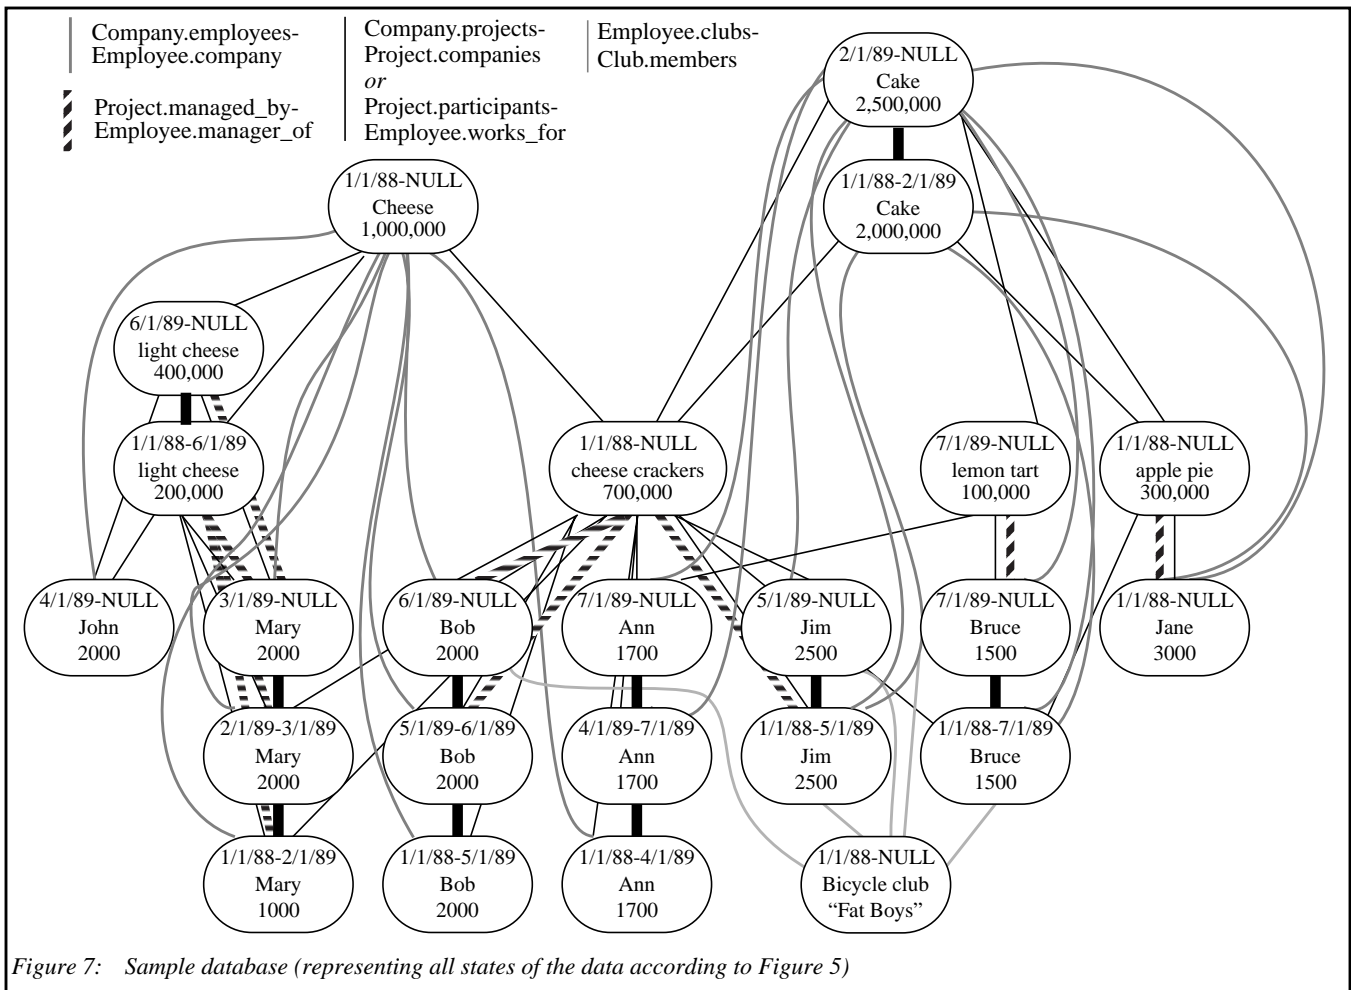 Company.employees-
Employee.company
Project.managed_by-
Employee.manager_of
Company.projects-
Project.companies
or
Project.participants-
Employee.works_for
Employee.clubs-
Club.members
2/1/89-NULL
Cake
2,500,000
1/1/88-NULL
Cheese
1,000,000
1/1/88-2/1/89
Cake
2,000,000
6/1/89-NULL
light cheese
400,000
1/1/88-6/1/89
light cheese
200,000
1/1/88-NULL
cheese crackers
700,000
7/1/89-NULL
lemon tart
100,000
1/1/88-NULL
apple pie
300,000
4/1/89-NULL
John
2000
3/1/89-NULL
Mary
2000
6/1/89-NULL
Bob
2000
7/1/89-NULL
Ann
1700
5/1/89-NULL
Jim
2500
7/1/89-NULL
Bruce
1500
1/1/88-NULL
Jane
3000
2/1/89-3/1/89
Mary
2000
5/1/89-6/1/89
Bob
2000
4/1/89-7/1/89
Ann
1700
1/1/88-5/1/89
Jim
2500
1/1/88-7/1/89
Bruce
1500
1/1/88-2/1/89
Mary
1000
1/1/88-5/1/89
Bob
2000
1/1/88-4/1/89
Ann
1700
1/1/88-NULL
Bicycle club
“Fat Boys”
Figure 7: Sample database (representing all states of the data according to Figure 5)